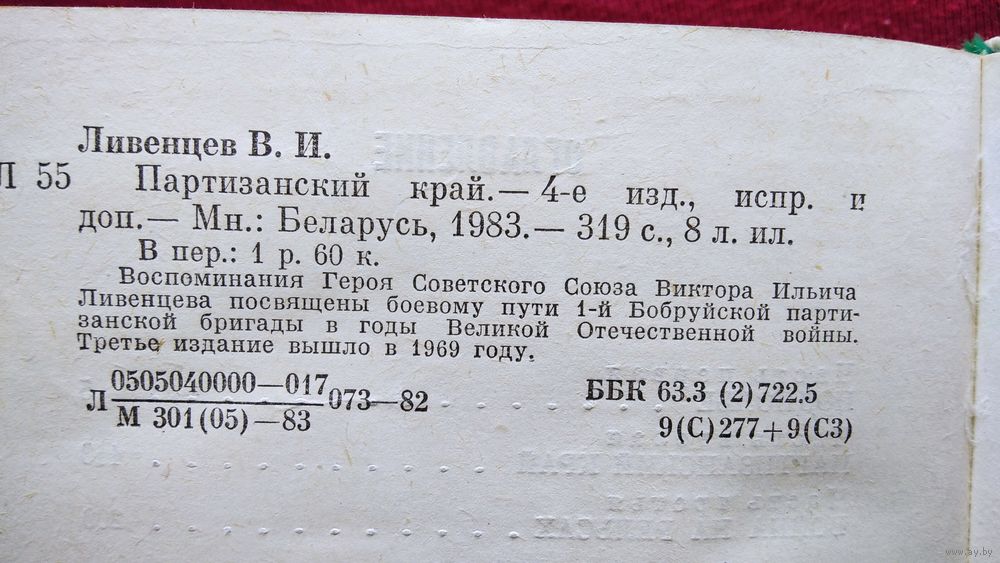 Ливенцев В. И.
Л 55 Партизанский край.— 4-е изд., испр. и
доп.— Мн.: Беларусь, 1983.— 319 с., 8 л. ил.
В пер.: 1 р. 60 к.
Воспоминания Героя Советского Союза Виктора Ильича
Ливенцева посвящены боевому пути 1-й Бобруйской парти-
занской бригады в годы Великой Отечественной войны.
Третье издание вышло в 1969 году.
Л 0505040000—017 073—82
М 301(05)—83
ББК 63.3 (2)722.5
9(С)277+9(С3)
www.ay.by